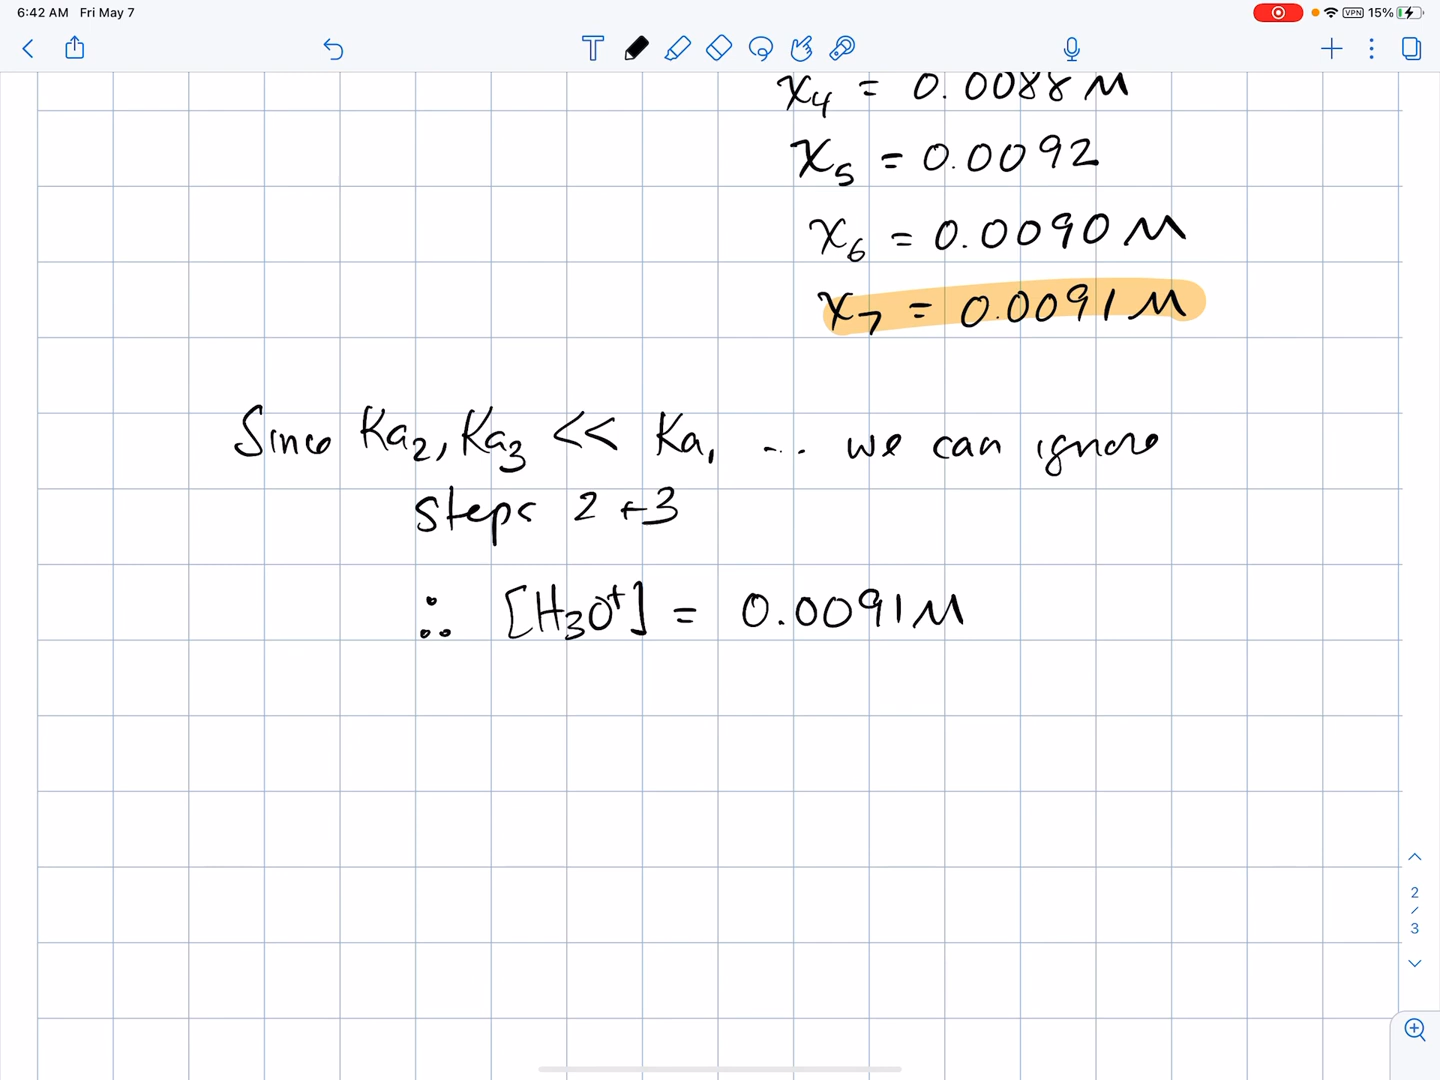 6:42 AM Fri May 7
VPN 15%
x₄ = 0.0088 M
x₅ = 0.0092
x₆ = 0.0090 M
x₇ = 0.0091 M
Since Ka₂, Ka₃ << Ka₁ ... we can ignore
steps 2 + 3
∴ [H₃O⁺] = 0.0091 M
2
/
3